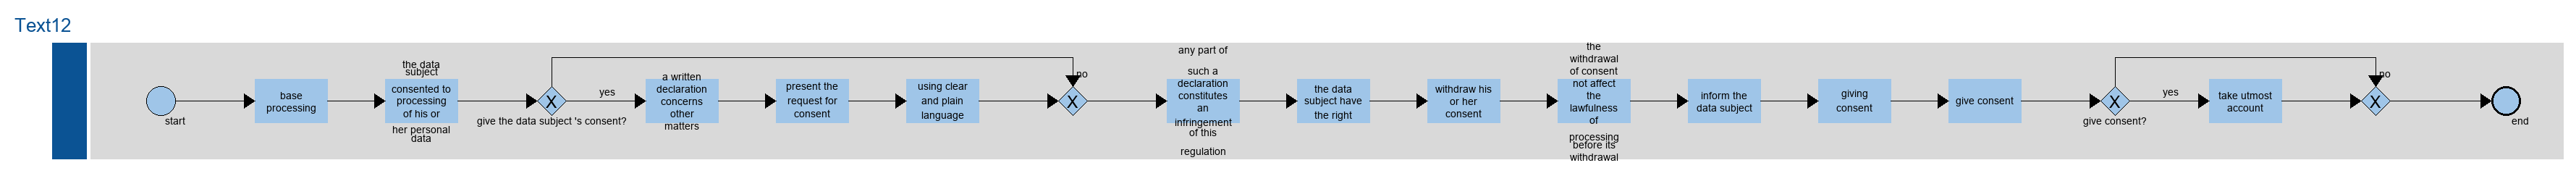 Text12
start
base
processing
the data
subject
consented to
processing
of his or
her personal
data
X
give the data subject 's consent?
yes
a written
declaration
concerns
other
matters
present the
request for
consent
using clear
and plain
language
no
X
any part of
such a
declaration
constitutes
an
infringement
of this
regulation
the data
subject have
the right
withdraw his
or her
consent
the
withdrawal
of consent
not affect
the
lawfulness
of
processing
before its
withdrawal
inform the
data subject
giving
consent
give consent
X
give consent?
yes
take utmost
account
no
X
end